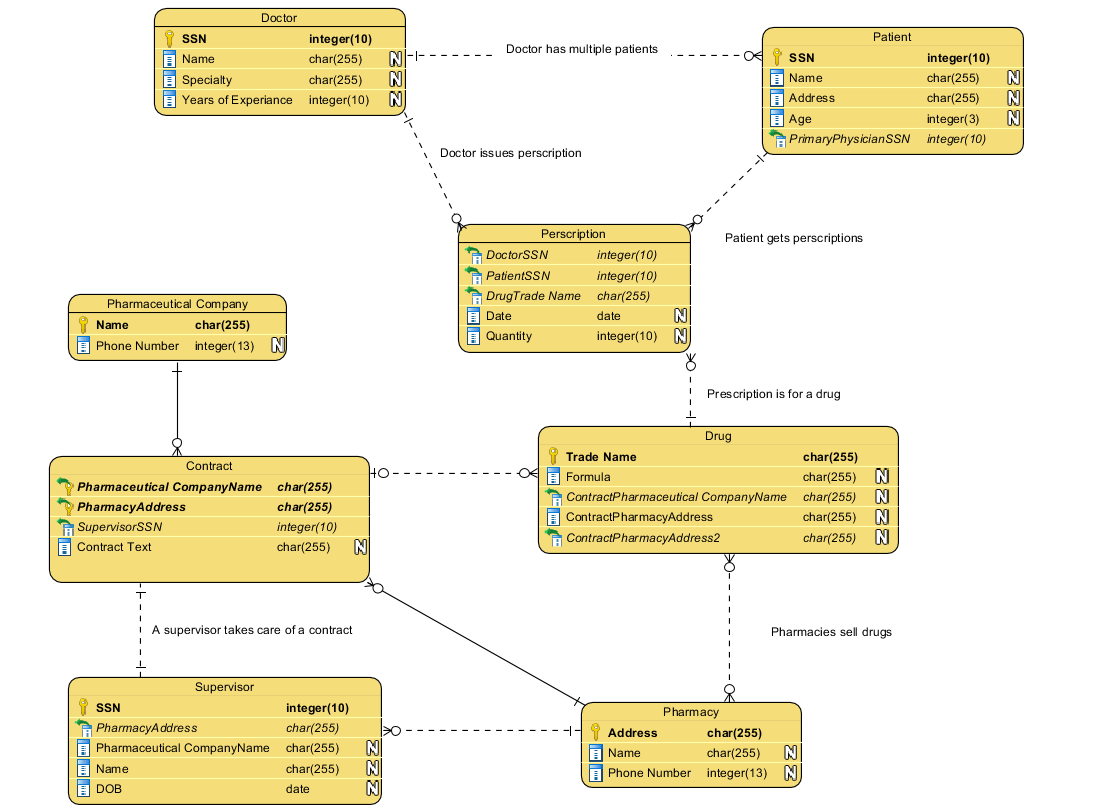 Doctor
SSN integer(10)
Name char(255) N
Specialty char(255) N
Years of Experiance integer(10) N
Doctor has multiple patients
Patient
SSN integer(10)
Name char(255) N
Address char(255) N
Age integer(3) N
PrimaryPhysicianSSN integer(10)
Doctor issues perscription
Patient gets perscriptions
Perscription
DoctorSSN integer(10)
PatientSSN integer(10)
DrugTrade Name char(255)
Date date N
Quantity integer(10) N
Pharmaceutical Company
Name char(255)
Phone Number integer(13) N
Prescription is for a drug
Drug
Trade Name char(255)
Formula char(255) N
ContractPharmaceutical CompanyName char(255) N
ContractPharmacyAddress char(255) N
ContractPharmacyAddress2 char(255) N
Contract
Pharmaceutical CompanyName char(255)
PharmacyAddress char(255)
SupervisorSSN integer(10)
Contract Text char(255) N
A supervisor takes care of a contract
Pharmacies sell drugs
Supervisor
SSN integer(10)
PharmacyAddress char(255)
Pharmaceutical CompanyName char(255) N
Name char(255) N
DOB date N
Pharmacy
Address char(255)
Name char(255) N
Phone Number integer(13) N